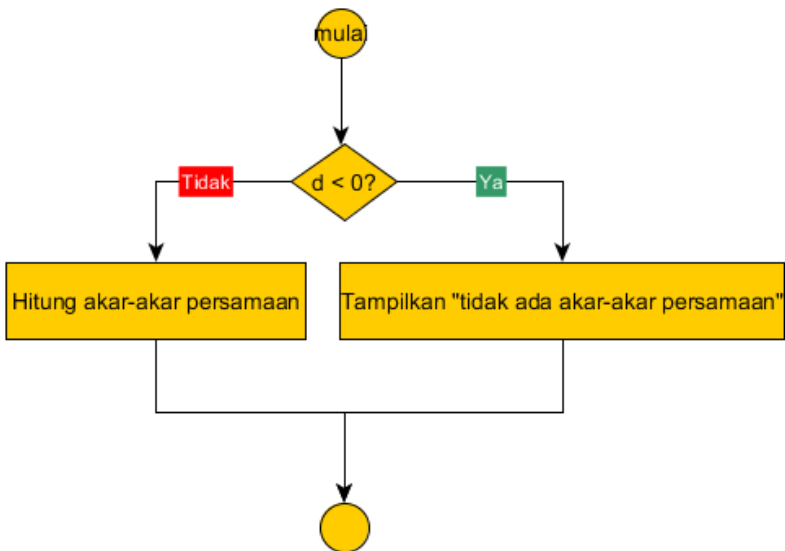 mulai
d < 0?
Tidak
Ya
Hitung akar-akar persamaan
Tampilkan "tidak ada akar-akar persamaan"